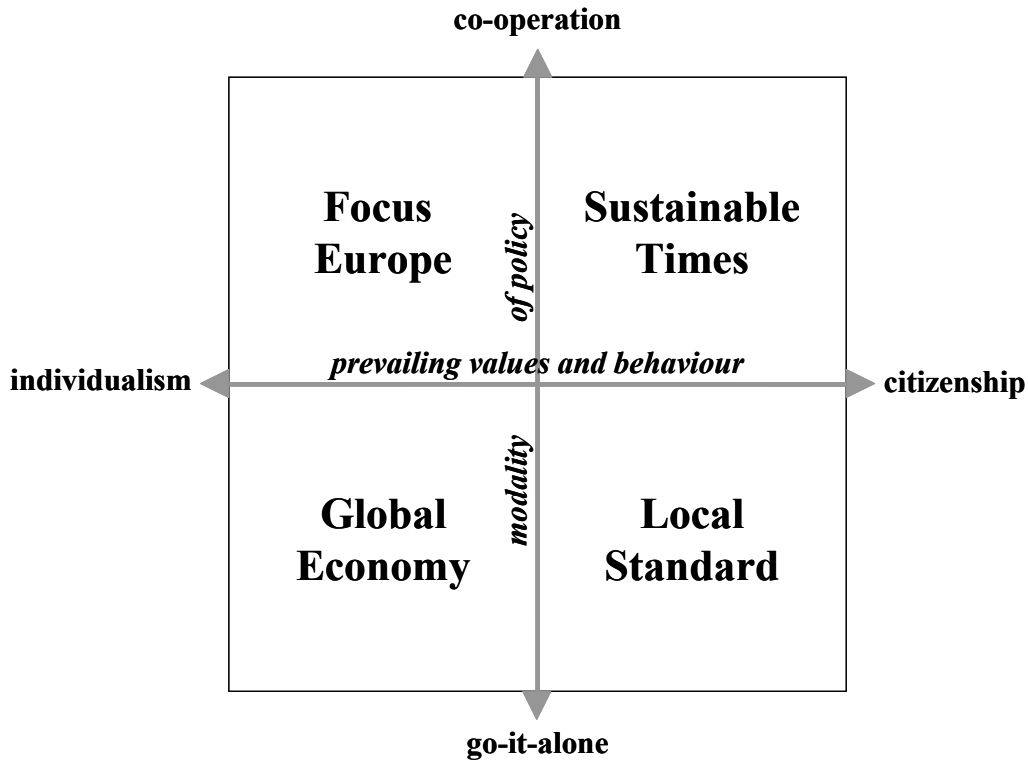 co-operation
Focus
Europe
Sustainable
Times
of policy
prevailing values and behaviour
individualism
citizenship
modality
Global
Economy
Local
Standard
go-it-alone